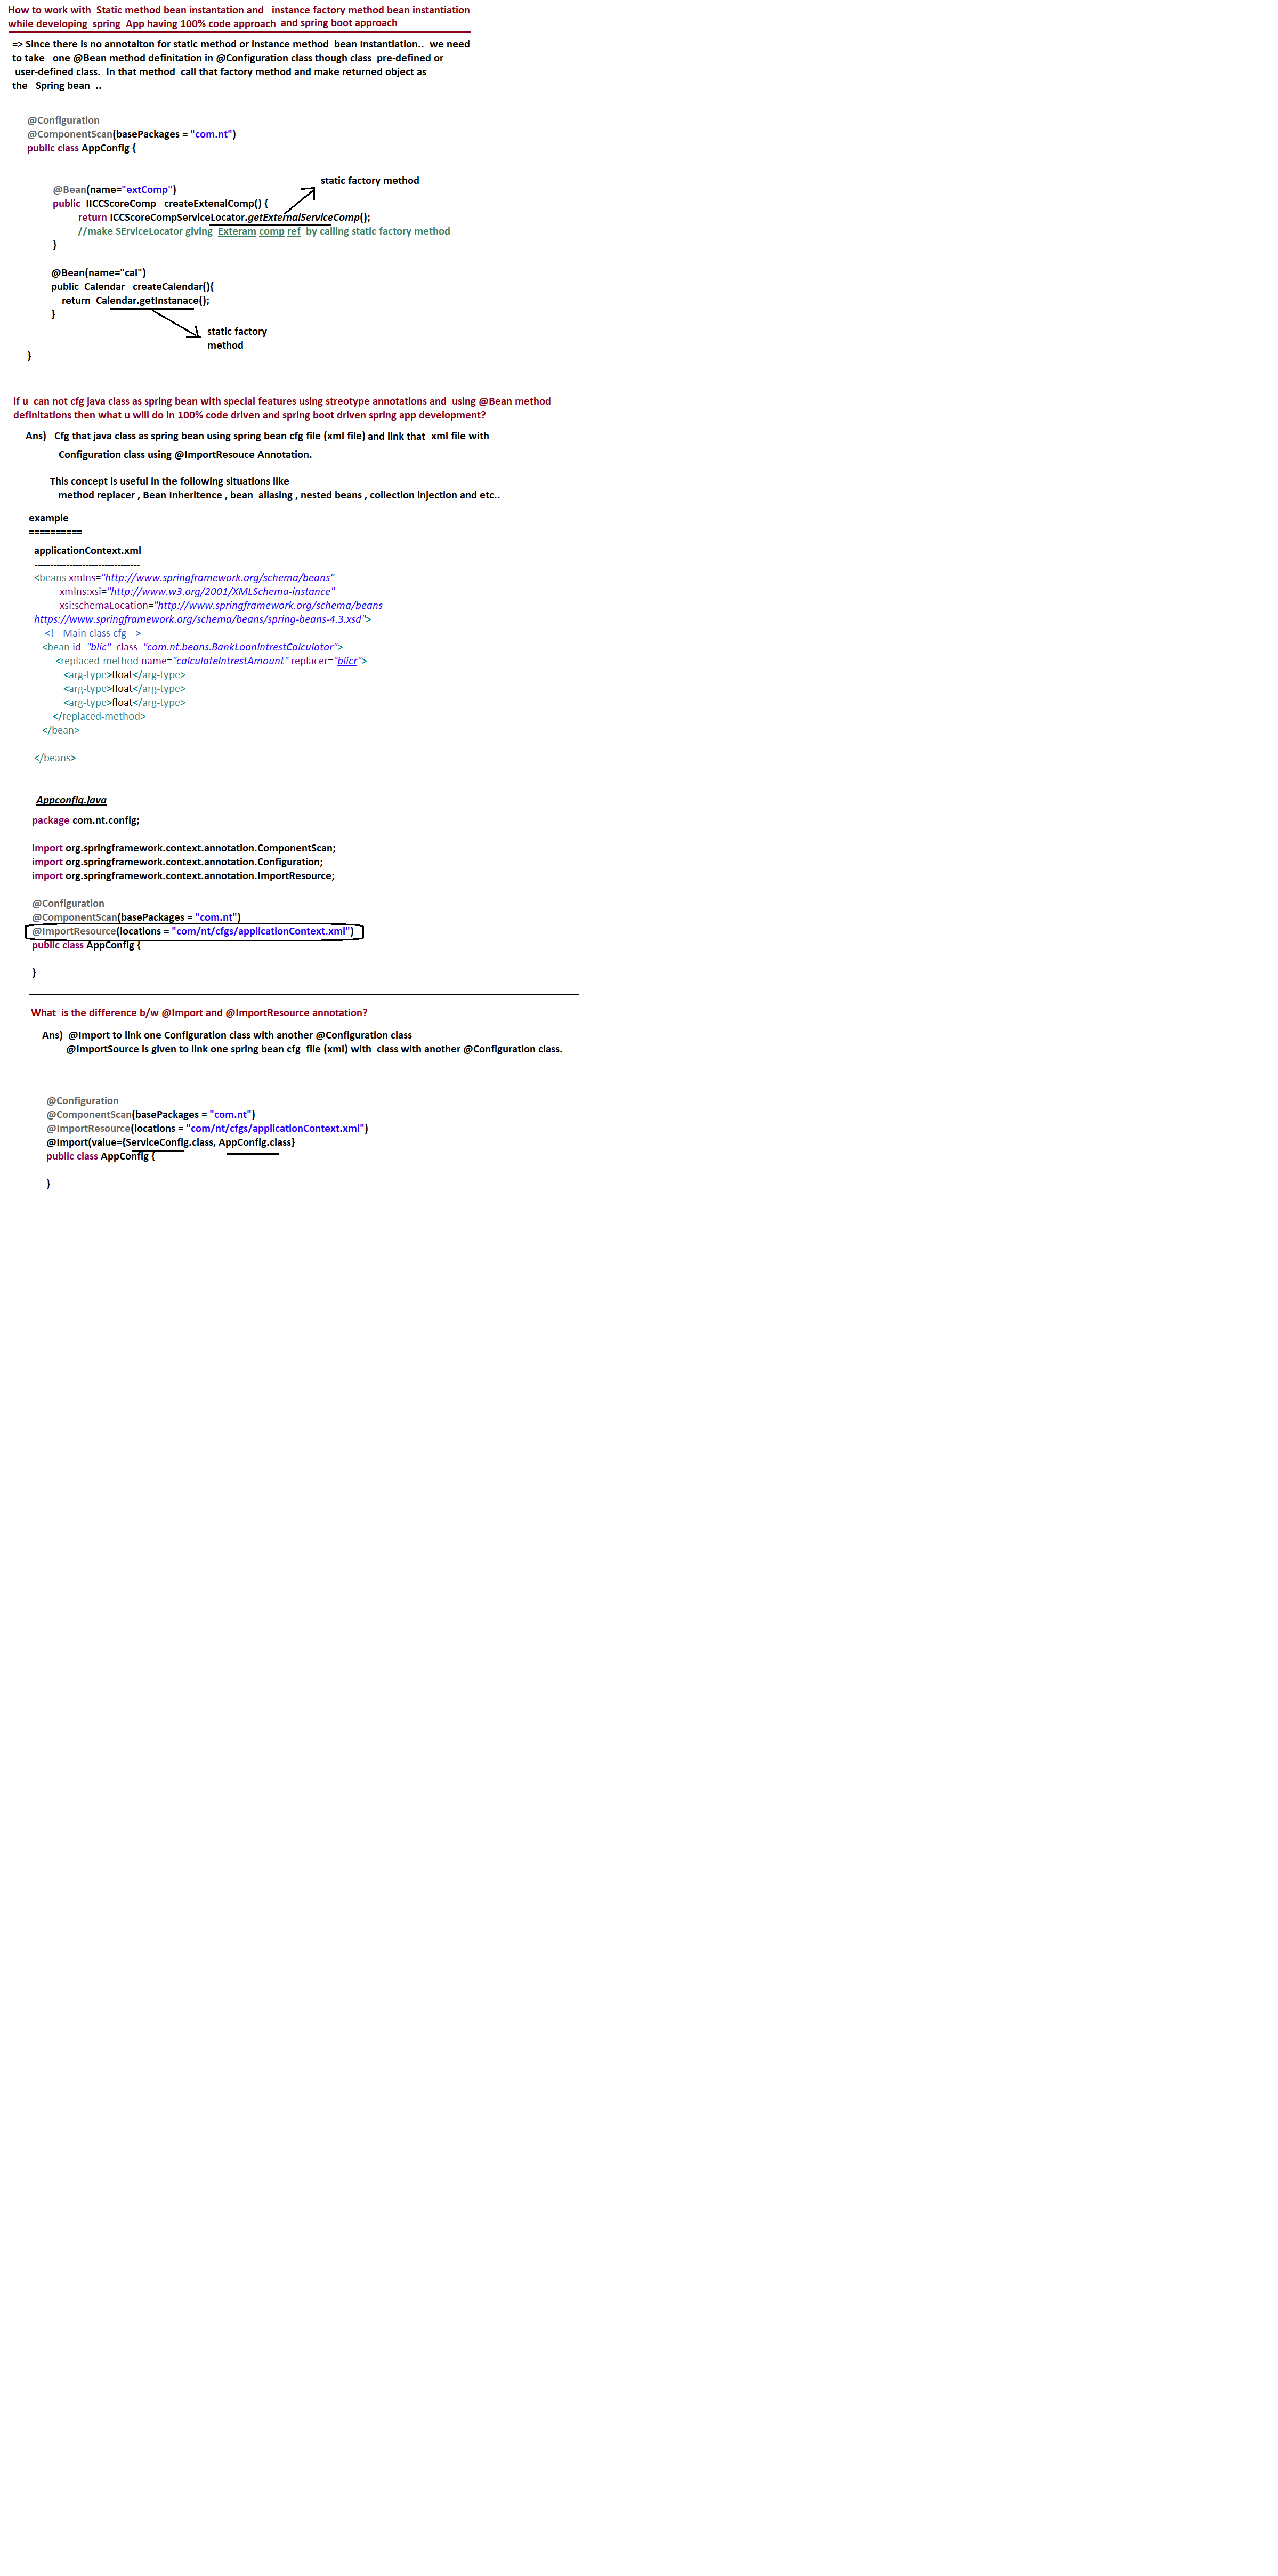 How to work with Static method bean instantation and instance factory method bean instantiation
while developing spring App having 100% code approach and spring boot approach
=> Since there is no annotaiton for static method or instance method bean Instantiation.. we need
to take one @Bean method definitation in @Configuration class though class pre-defined or
user-defined class. In that method call that factory method and make returned object as
the Spring bean ..
@Configuration
@ComponentScan(basePackages = "com.nt")
public class AppConfig {
static factory method
@Bean(name="extComp")
public IICCScoreComp createExtenalComp() {
return ICCScoreCompServiceLocator.getExternalServiceComp();
//make SErviceLocator giving Exteram comp ref by calling static factory method
}
@Bean(name="cal")
public Calendar createCalendar(){
return Calendar.getInstanace();
}
static factory
method
}
if u can not cfg java class as spring bean with special features using streotype annotations and using @Bean method
definitations then what u will do in 100% code driven and spring boot driven spring app development?
Ans) Cfg that java class as spring bean using spring bean cfg file (xml file) and link that xml file with
Configuration class using @ImportResouce Annotation.
This concept is useful in the following situations like
method replacer , Bean Inheritence , bean aliasing , nested beans , collection injection and etc..
example
==========
applicationContext.xml
--------------------------------
<beans xmlns="http://www.springframework.org/schema/beans"
xmlns:xsi="http://www.w3.org/2001/XMLSchema-instance"
xsi:schemaLocation="http://www.springframework.org/schema/beans
https://www.springframework.org/schema/beans/spring-beans-4.3.xsd">
<!-- Main class cfg -->
<bean id="blic" class="com.nt.beans.BankLoanIntrestCalculator">
<replaced-method name="calculateIntrestAmount" replacer="blicr">
<arg-type>float</arg-type>
<arg-type>float</arg-type>
<arg-type>float</arg-type>
</replaced-method>
</bean>
</beans>
Appconfig.java
package com.nt.config;
import org.springframework.context.annotation.ComponentScan;
import org.springframework.context.annotation.Configuration;
import org.springframework.context.annotation.ImportResource;
@Configuration
@ComponentScan(basePackages = "com.nt")
@ImportResource(locations = "com/nt/cfgs/applicationContext.xml")
public class AppConfig {
}
What is the difference b/w @Import and @ImportResource annotation?
Ans) @Import to link one Configuration class with another @Configuration class
@ImportSource is given to link one spring bean cfg file (xml) with class with another @Configuration class.
@Configuration
@ComponentScan(basePackages = "com.nt")
@ImportResource(locations = "com/nt/cfgs/applicationContext.xml")
@Import(value={ServiceConfig.class, AppConfig.class}
public class AppConfig {
}